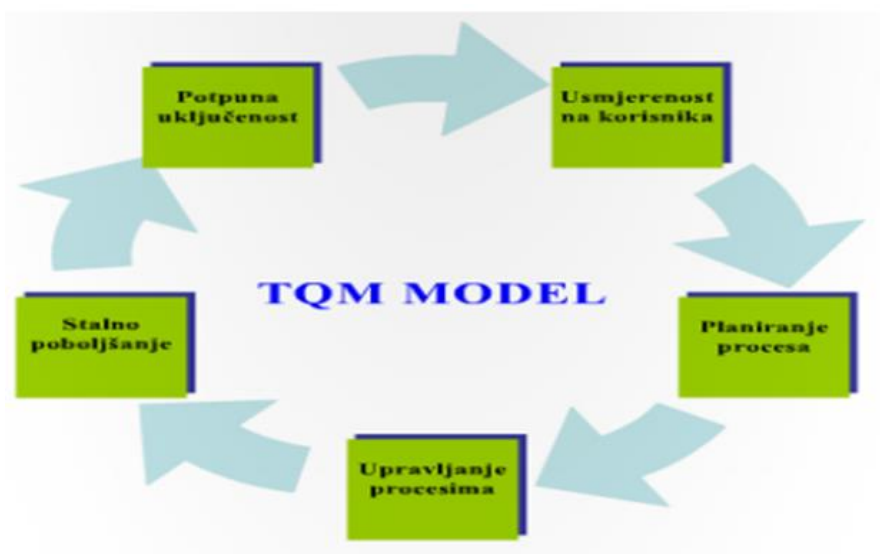 Potpuna
uključenost
Usmjerenost
na korisnika
TQM MODEL
Stalno
poboljšanje
Planiranje
procesa
Upravljanje
procesima